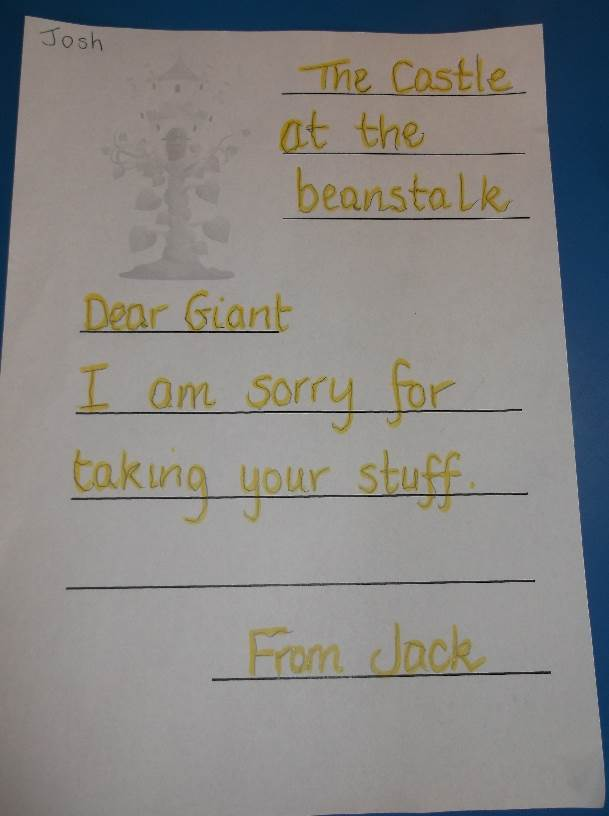 Josh
The Castle
at the
beanstalk
Dear Giant
I am sorry for
taking your stuff.
From Jack